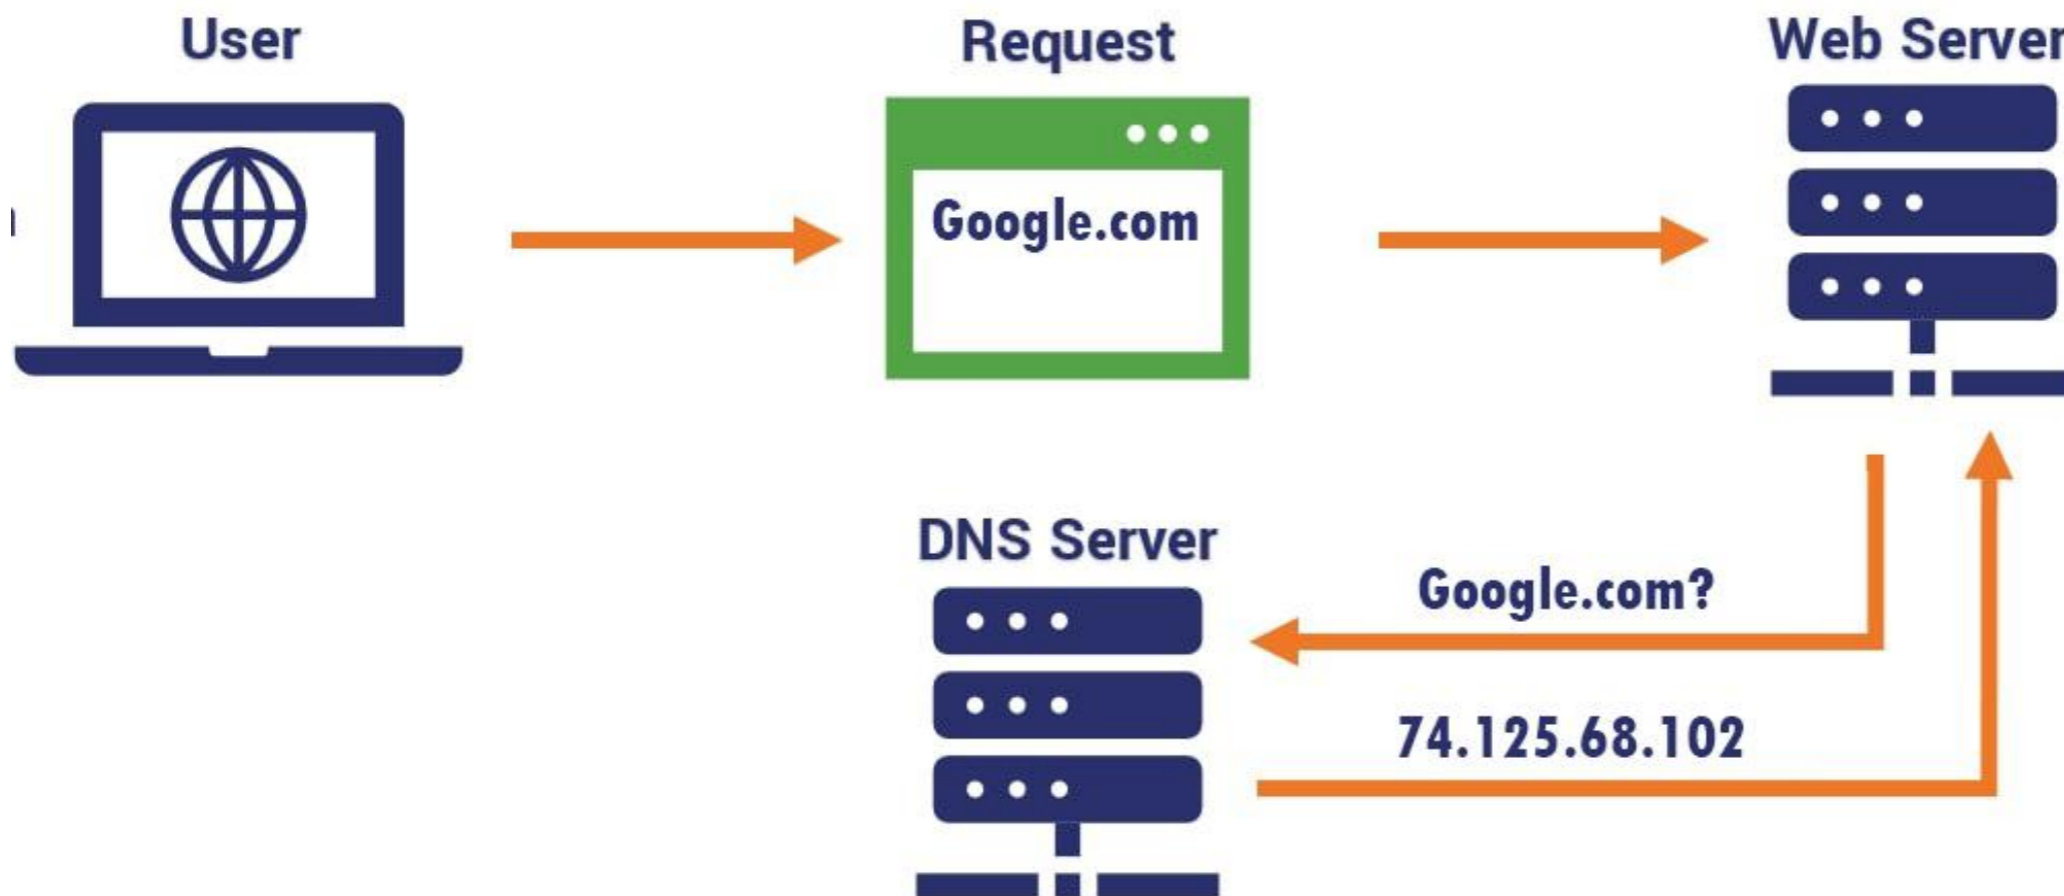 User
Request
Web Server
Google.com
DNS Server
Google.com?
74.125.68.102